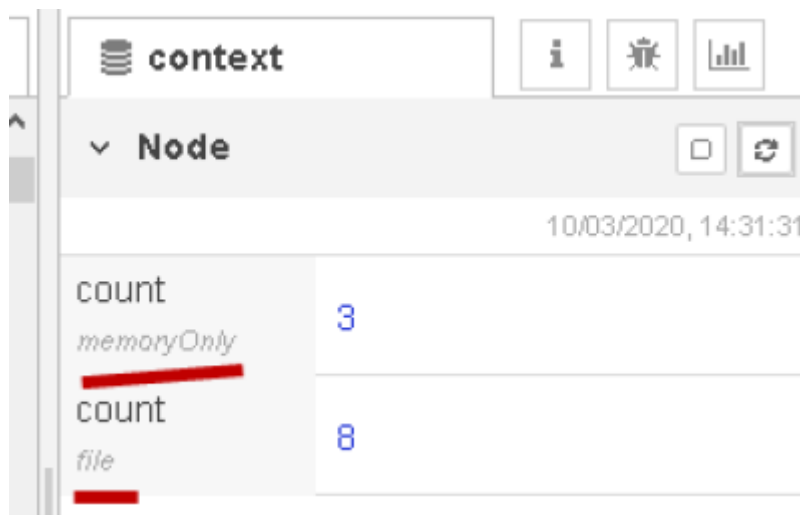 context
Node
10/03/2020, 14:31:31
count
memoryOnly
3
count
file
8